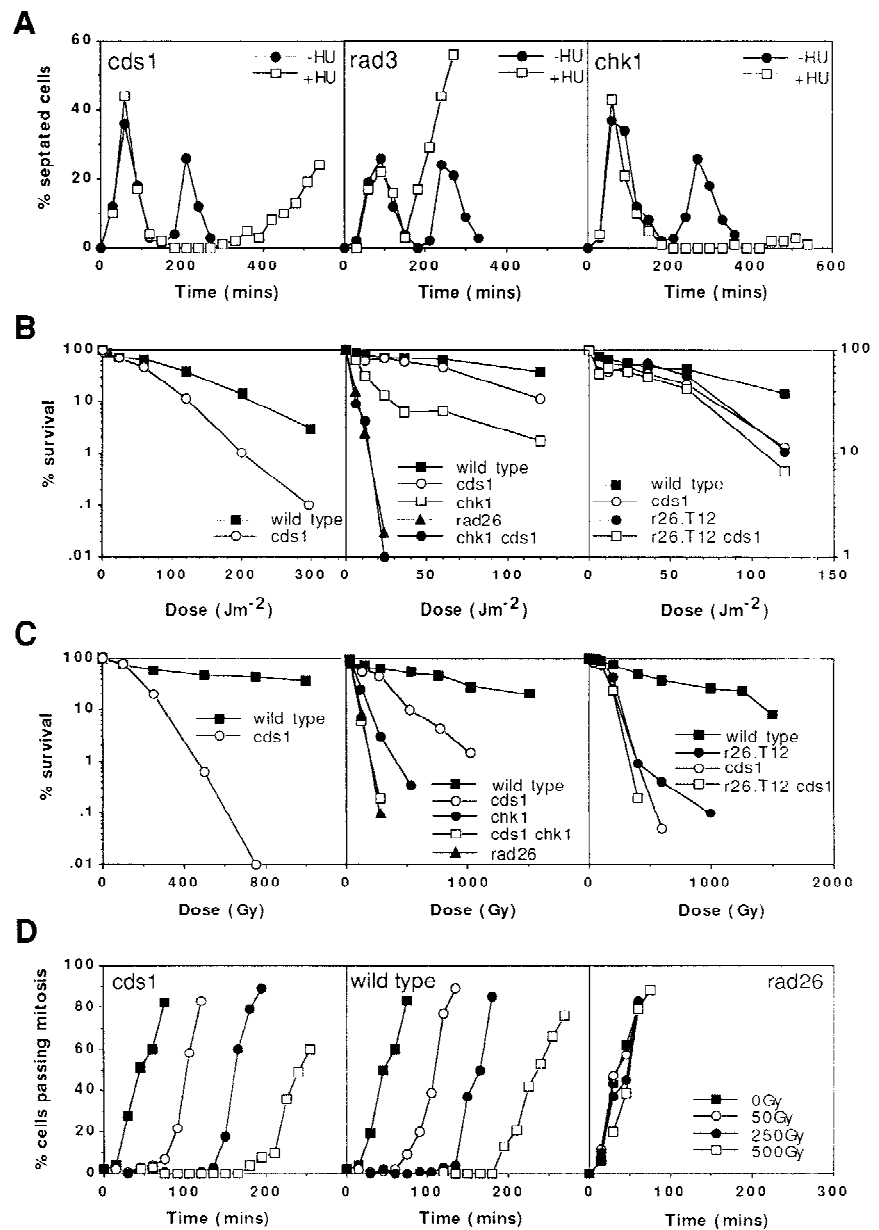 A
cds1
-HU
+HU
rad3
-HU
+HU
chk1
-HU
+HU
% septated cells
60
40
20
0
0 200 400
0 200 400
0 200 400 600
Time (mins)
Time (mins)
Time (mins)
B
% survival
100
10
1
.1
.01
wild type
cds1
wild type
cds1
chk1
rad26
chk1 cds1
wild type
cds1
r26.T12
r26.T12 cds1
100
10
1
0 100 200 300
0 50 100
0 50 100 150
Dose (Jm-2)
Dose (Jm-2)
Dose (Jm-2)
C
% survival
100
10
1
.1
.01
wild type
cds1
wild type
cds1
chk1
cds1 chk1
rad26
wild type
r26.T12
cds1
r26.T12 cds1
0 400 800
0 1000
0 1000 2000
Dose (Gy)
Dose (Gy)
Dose (Gy)
D
% cells passing mitosis
100
80
60
40
20
0
cds1
wild type
rad26
0Gy
50Gy
250Gy
500Gy
0 100 200
0 100 200
0 100 200 300
Time (mins)
Time (mins)
Time (mins)